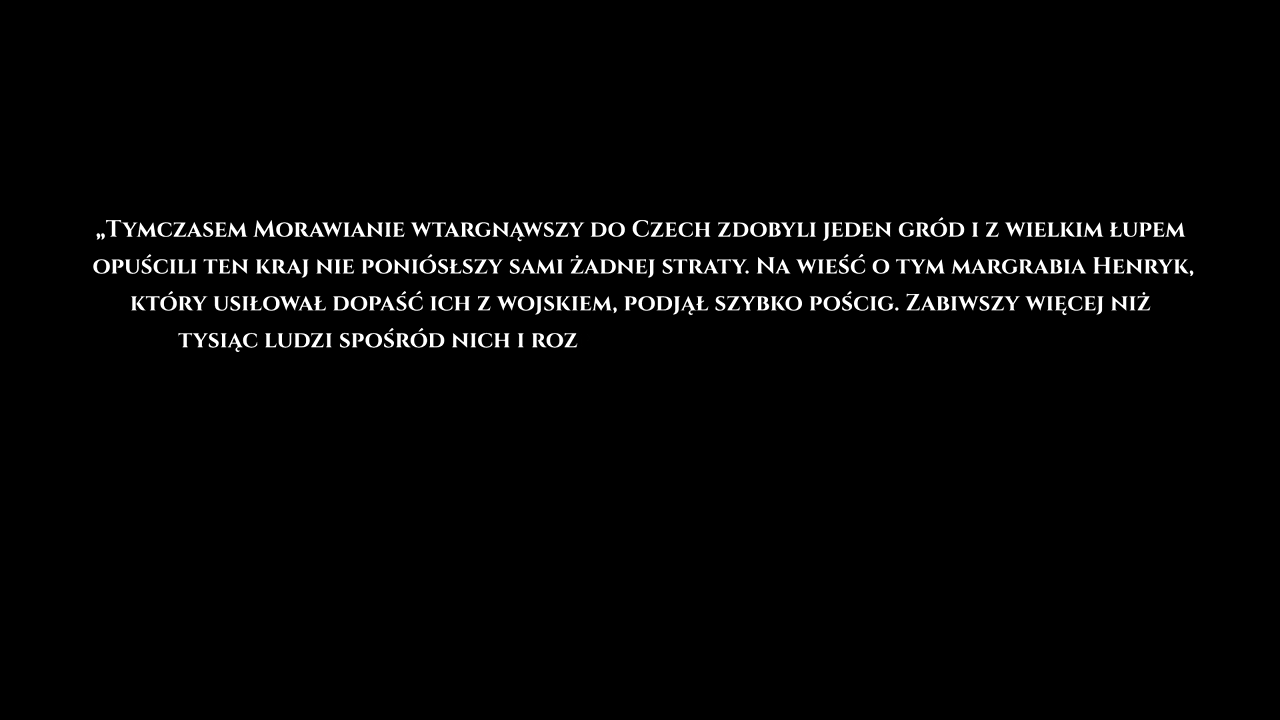 „Tymczasem Morawianie wtargnąwszy do Czech zdobyli jeden gród i z wielkim łupem
opuścili ten kraj nie poniósłszy sami żadnej straty. Na wieść o tym margrabia Henryk,
który usiłował dopaść ich z wojskiem, podjął szybko pościg. Zabiwszy więcej niż
tysiąc ludzi spośród nich i roz